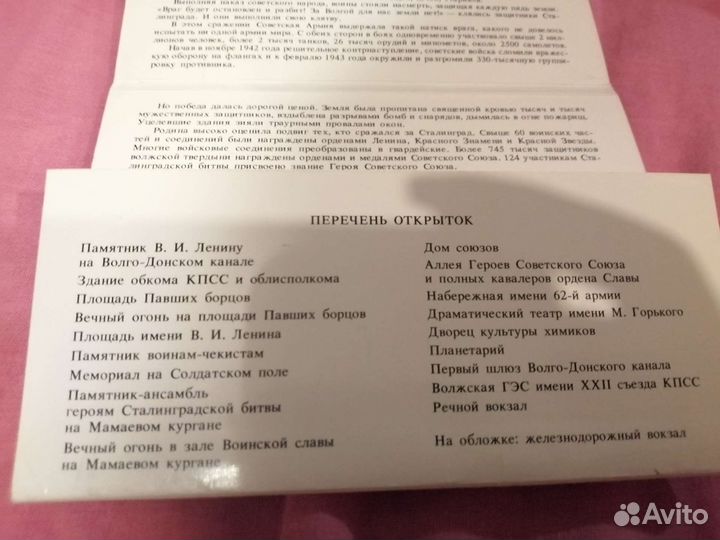 Выполняя наказ советского народа, воины стояли насмерть, защищая каждую пядь земли.
«Враг будет остановлен и разбит! За Волгой для нас земли нет!» — клялись защитники Ста-
линграда. И они выполнили свою клятву.
В этом сражении Советская Армия выдержала такой натиск врага, какого не довелось
испытать ни одной армии мира. С обеих сторон в боях одновременно участвовало свыше 2 мил-
лионов человек, более 2 тысяч танков, 26 тысяч орудий и минометов, около 2500 самолетов.
Начав в ноябре 1942 года решительное контрнаступление, советские войска сломили вражес-
кую оборону на флангах и к февралю 1943 года окружили и разгромили 330-тысячную группи-
ровку противника.
Но победа далась дорогой ценой. Земля была пропитана священной кровью тысяч и тысяч
мужественных защитников, вздыблена разрывами бомб и снарядов, дымилась в огне пожарищ.
Уцелевшие здания зияли траурными провалами окон.
Родина высоко оценила подвиг тех, кто сражался за Сталинград. Свыше 60 воинских час-
тей и соединений были награждены орденами Ленина, Красного Знамени и Красной Звезды.
Многие войсковые соединения преобразованы в гвардейские. Более 745 тысяч защитников
волжской твердыни награждены орденами и медалями Советского Союза, 124 участникам Ста-
линградской битвы присвоено звание Героя Советского Союза.
ПЕРЕЧЕНЬ ОТКРЫТОК
Памятник В. И. Ленину
на Волго-Донском канале
Здание обкома КПСС и облисполкома
Площадь Павших борцов
Вечный огонь на площади Павших борцов
Площадь имени В. И. Ленина
Памятник воинам-чекистам
Мемориал на Солдатском поле
Памятник-ансамбль
героям Сталинградской битвы
на Мамаевом кургане
Вечный огонь в зале Воинской славы
на Мамаевом кургане
Дом союзов
Аллея Героев Советского Союза
и полных кавалеров ордена Славы
Набережная имени 62-й армии
Драматический театр имени М. Горького
Дворец культуры химиков
Планетарий
Первый шлюз Волго-Донского канала
Волжская ГЭС имени XXII съезда КПСС
Речной вокзал
На обложке: железнодорожный вокзал
Avito